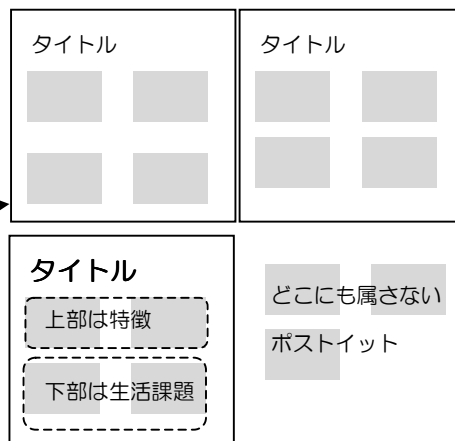 タイトル
タイトル
タイトル
上部は特徴
下部は生活課題
どこにも属さない
ポストイット